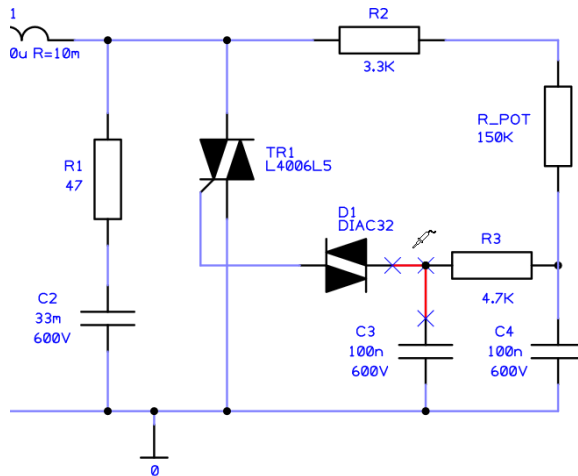 1
0u R=10m
R2
3.3K
R_POT
150K
R1
47
TR1
L4006L5
D1
DIAC32
R3
4.7K
C2
33m
600V
C3
100n
600V
C4
100n
600V
0